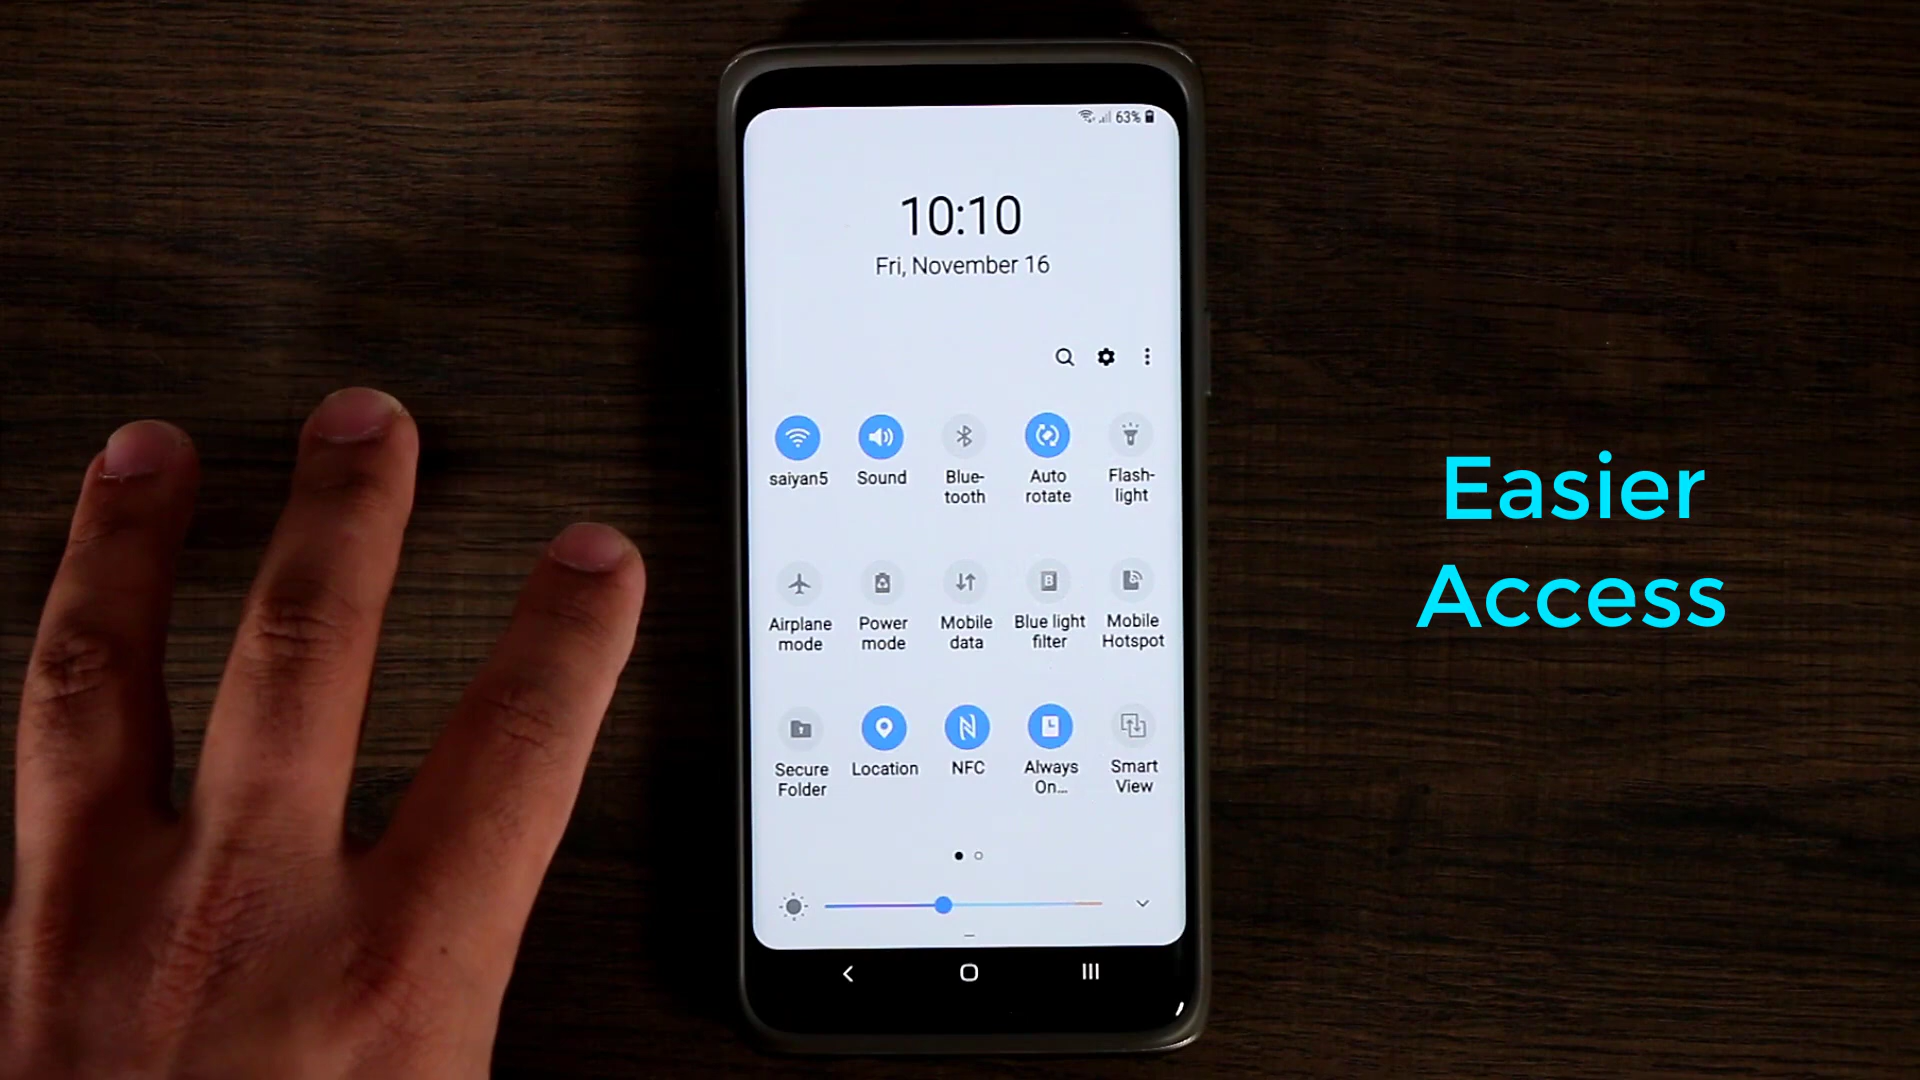 63%
10:10
Fri, November 16
saiyan5
Sound
Blue-
tooth
Auto
rotate
Flash-
light
Airplane
mode
Power
mode
Mobile
data
Blue light
filter
Mobile
Hotspot
Secure
Folder
Location
NFC
Always
On...
Smart
View
Easier
Access